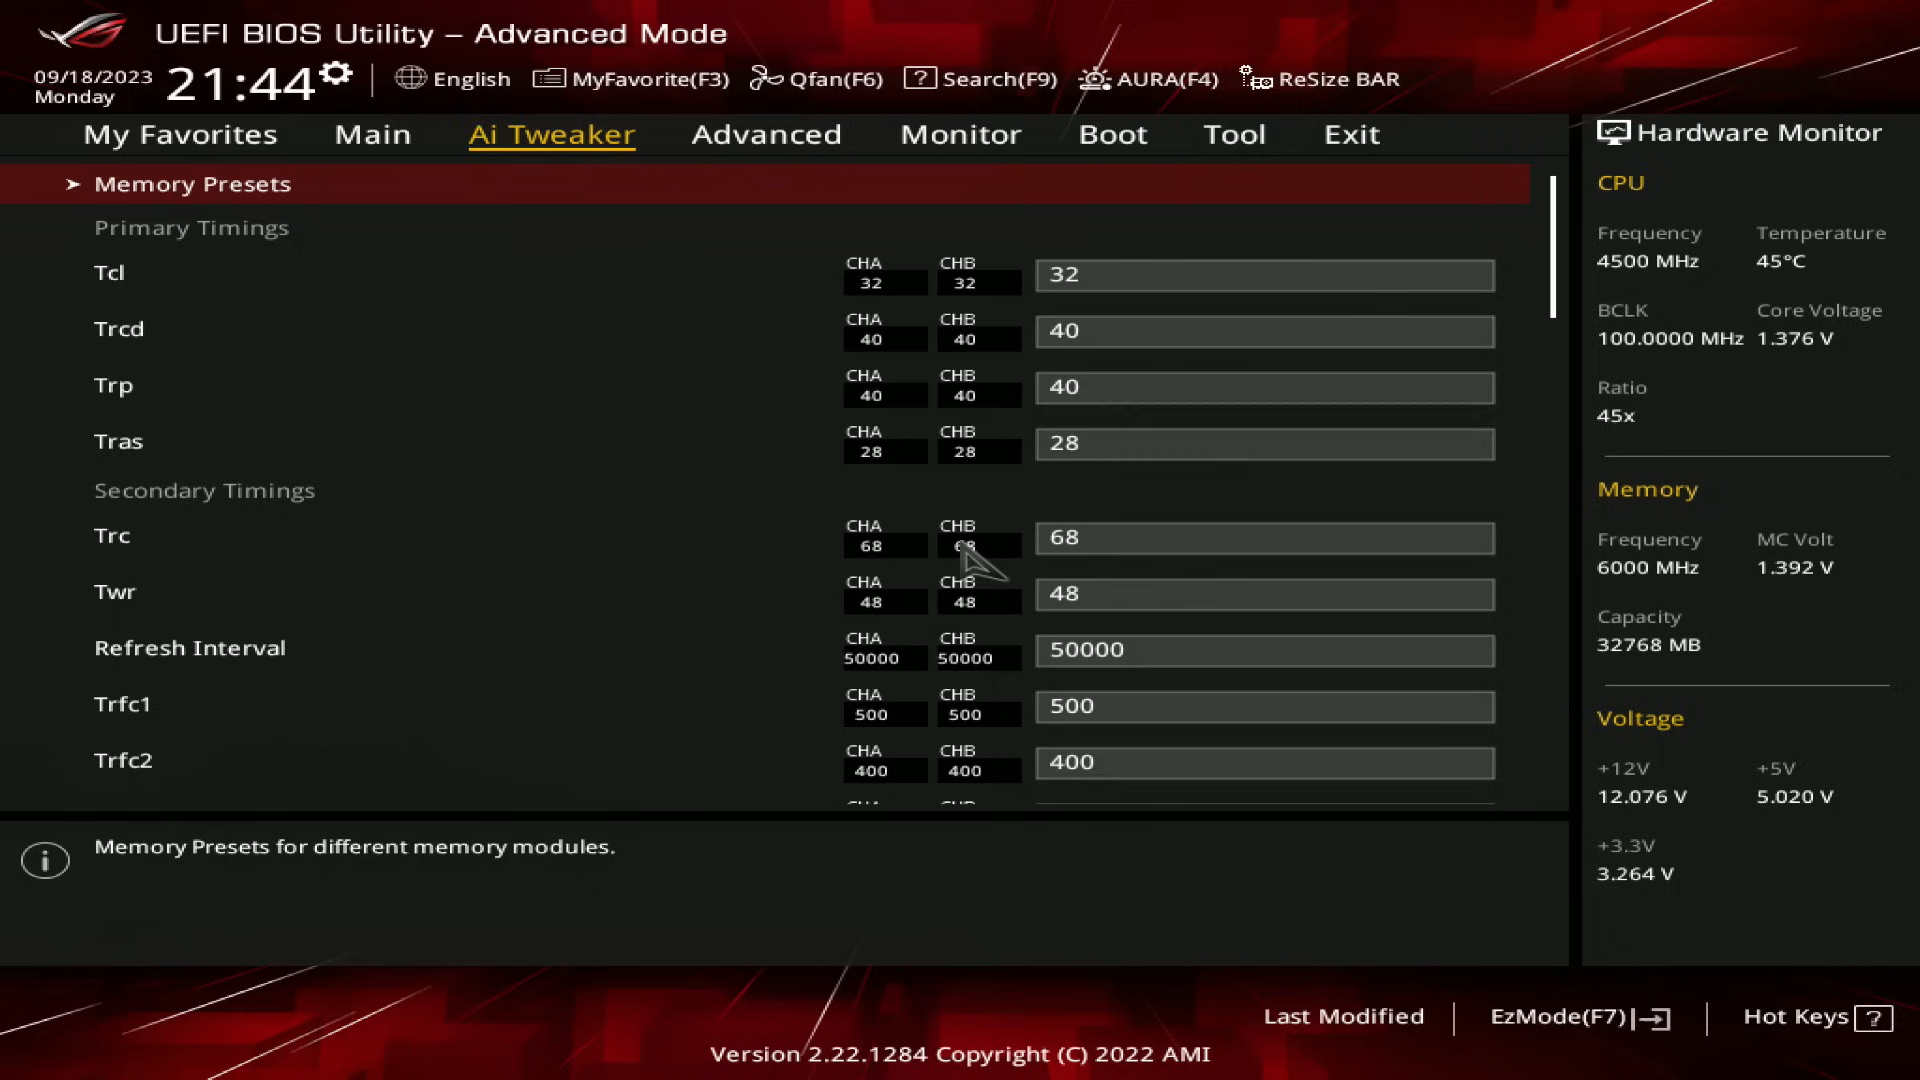 UEFI BIOS Utility – Advanced Mode
09/18/2023
Monday
21:44
English
MyFavorite(F3)
Qfan(F6)
? Search(F9)
AURA(F4)
ReSize BAR
My Favorites
Main
Ai Tweaker
Advanced
Monitor
Boot
Tool
Exit
Memory Presets
Primary Timings
Tcl
CHA
32
CHB
32
32
Trcd
CHA
40
CHB
40
40
Trp
CHA
40
CHB
40
40
Tras
CHA
28
CHB
28
28
Secondary Timings
Trc
CHA
68
CHB
68
68
Twr
CHA
48
CHB
48
48
Refresh Interval
CHA
50000
CHB
50000
50000
Trfc1
CHA
500
CHB
500
500
Trfc2
CHA
400
CHB
400
400
Memory Presets for different memory modules.
Hardware Monitor
CPU
Frequency
4500 MHz
Temperature
45°C
BCLK
100.0000 MHz
Core Voltage
1.376 V
Ratio
45x
Memory
Frequency
6000 MHz
MC Volt
1.392 V
Capacity
32768 MB
Voltage
+12V
12.076 V
+5V
5.020 V
+3.3V
3.264 V
Last Modified
EzMode(F7)
Hot Keys ?
Version 2.22.1284 Copyright (C) 2022 AMI